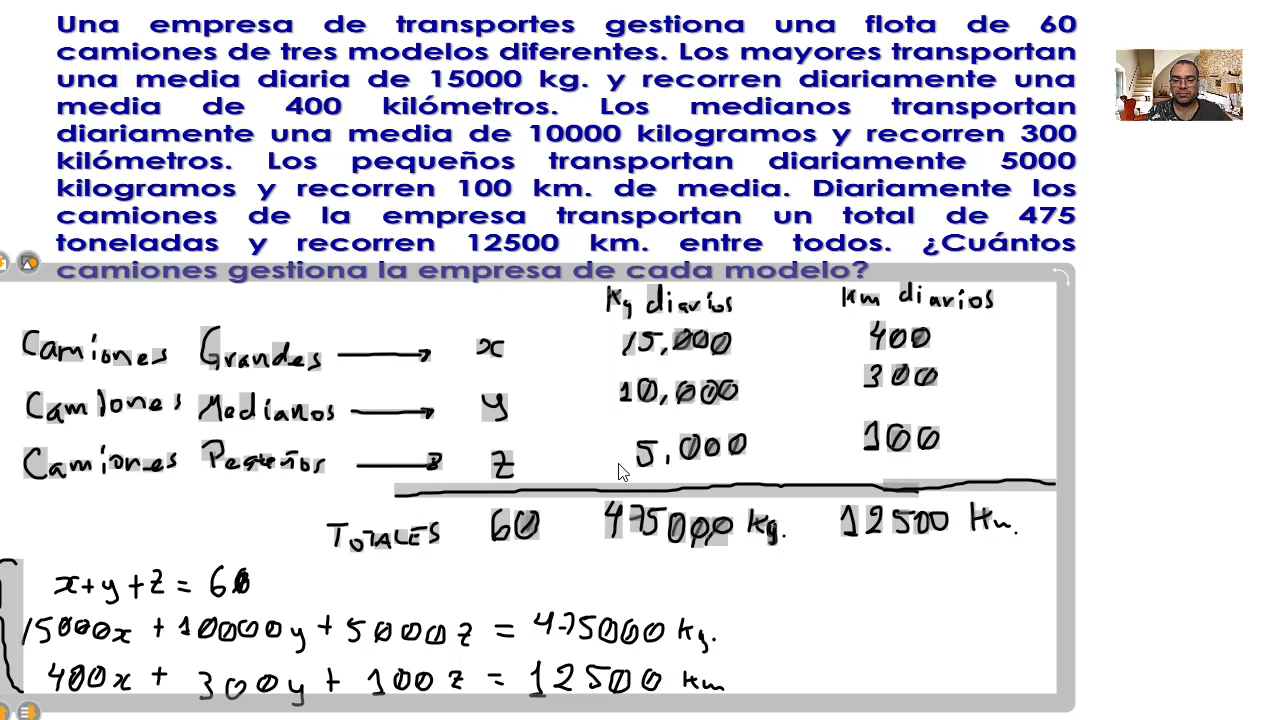 Una empresa de transportes gestiona una flota de 60
camiones de tres modelos diferentes. Los mayores transportan
una media diaria de 15000 kg. y recorren diariamente una
media de 400 kilómetros. Los medianos transportan
diariamente una media de 10000 kilogramos y recorren 300
kilómetros. Los pequeños transportan diariamente 5000
kilogramos y recorren 100 km. de media. Diariamente los
camiones de la empresa transportan un total de 475
toneladas y recorren 12500 km. entre todos. ¿Cuántos
camiones gestiona la empresa de cada modelo?
Kg diarios Km diarios
Camiones Grandes → x 15,000 400
Camiones Medianos → y 10,000 300
Camiones Pequeños → z 5,000 100
TOTALES 60 475000 Kg. 12500 Km.
x+y+z = 60
15000x + 10000y + 5000z = 475000 Kg.
400x + 300y + 100z = 12500 Km